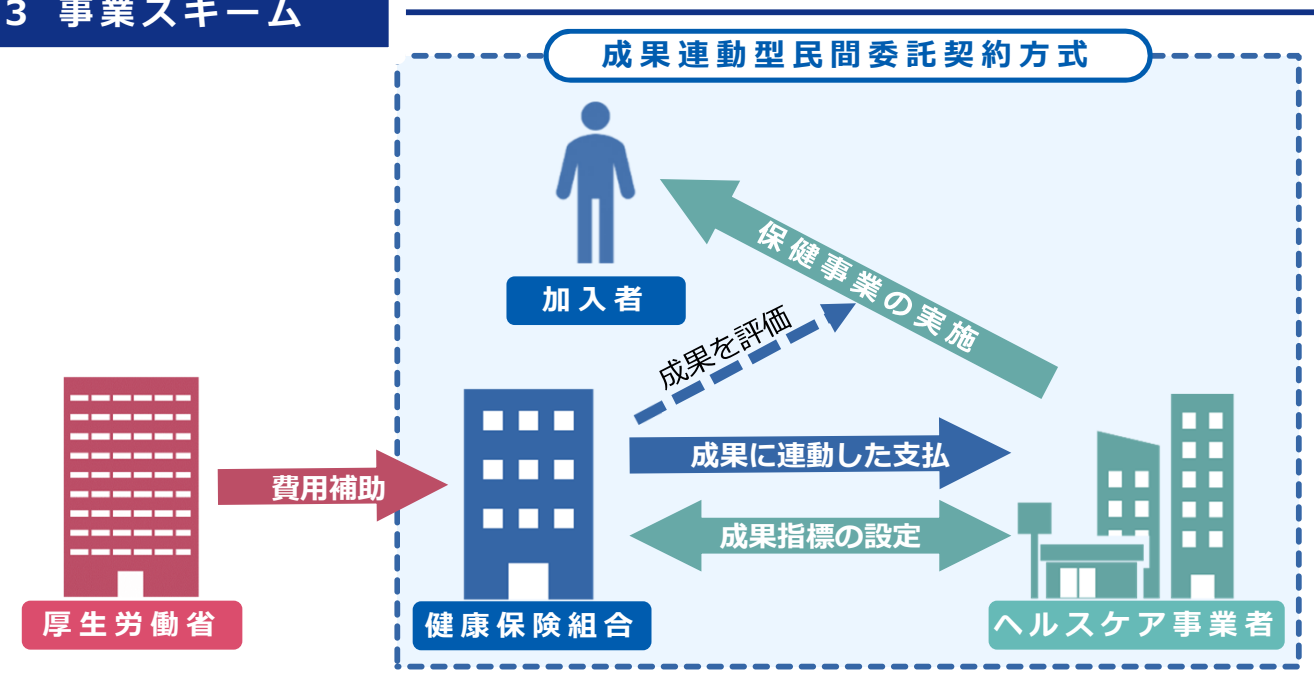 3 事業スキーム
成果連動型民間委託契約方式
加入者
保健事業の実施
成果を評価
成果に連動した支払
費用補助
成果指標の設定
厚生労働省
健康保険組合
ヘルスケア事業者